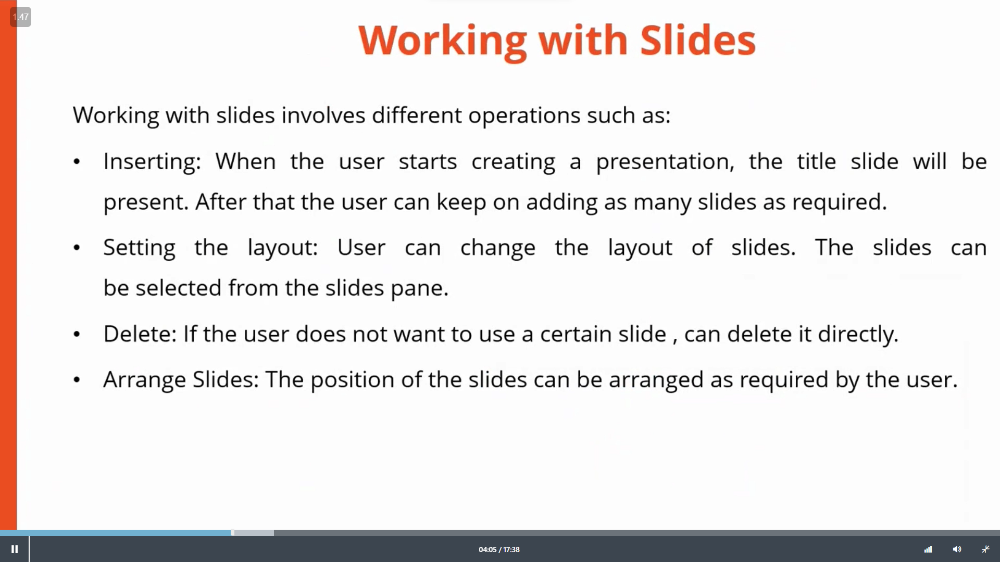 1.47
Working with Slides
Working with slides involves different operations such as:
• Inserting: When the user starts creating a presentation, the title slide will be
present. After that the user can keep on adding as many slides as required.
• Setting the layout: User can change the layout of slides. The slides can
be selected from the slides pane.
• Delete: If the user does not want to use a certain slide , can delete it directly.
• Arrange Slides: The position of the slides can be arranged as required by the user.
04:05 / 17:38